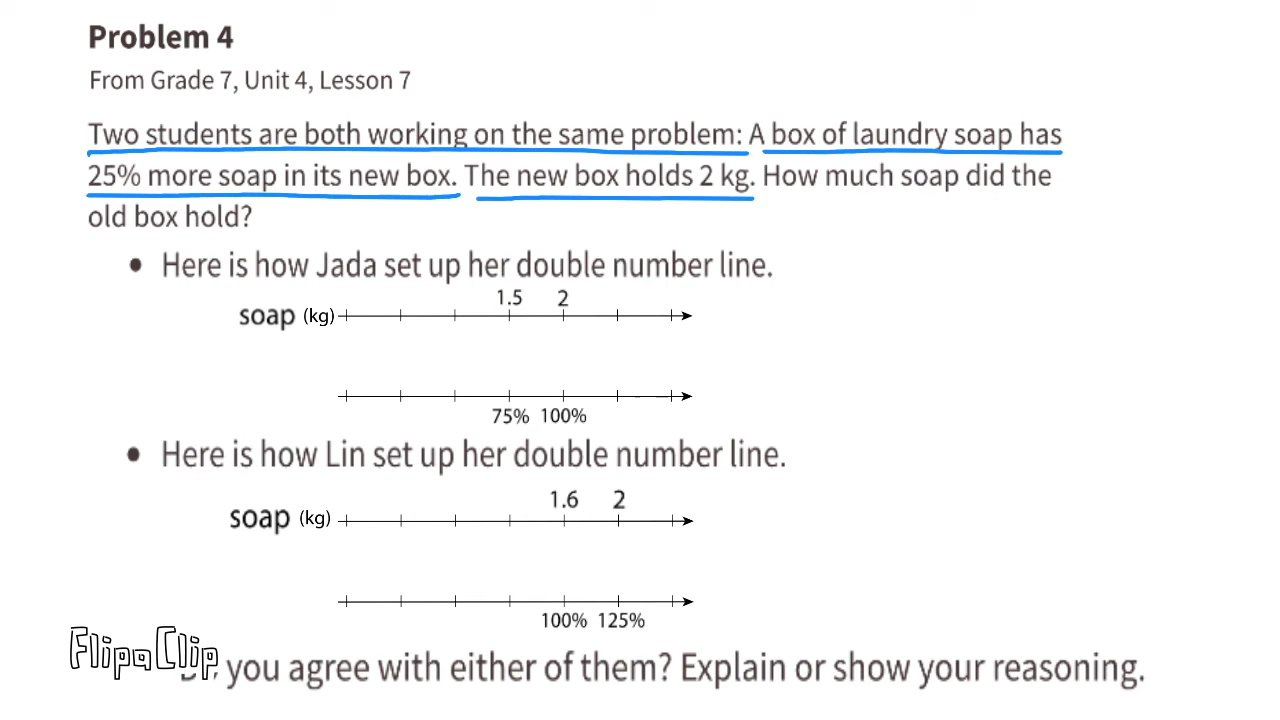 Problem 4
From Grade 7, Unit 4, Lesson 7
Two students are both working on the same problem: A box of laundry soap has
25% more soap in its new box. The new box holds 2 kg. How much soap did the
old box hold?
• Here is how Jada set up her double number line.
1.5 2
soap (kg)
75% 100%
• Here is how Lin set up her double number line.
1.6 2
soap (kg)
100% 125%
FlipaClip you agree with either of them? Explain or show your reasoning.